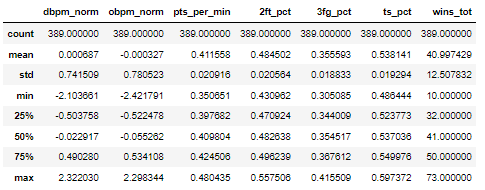 dbpm_norm obpm_norm pts_per_min 2ft_pct 3fg_pct ts_pct wins_tot
count 389.000000 389.000000 389.000000 389.000000 389.000000 389.000000 389.000000
mean 0.000687 -0.000327 0.411558 0.484502 0.355593 0.538141 40.997429
std 0.741509 0.780523 0.020916 0.020564 0.018833 0.019294 12.507832
min -2.103661 -2.421791 0.350651 0.430962 0.305085 0.486444 10.000000
25% -0.503758 -0.522478 0.397682 0.470924 0.344009 0.523773 32.000000
50% -0.022917 -0.055262 0.409804 0.482638 0.354517 0.537036 41.000000
75% 0.490280 0.534108 0.424506 0.496239 0.367612 0.549976 50.000000
max 2.322030 2.298344 0.480435 0.557506 0.415509 0.597372 73.000000